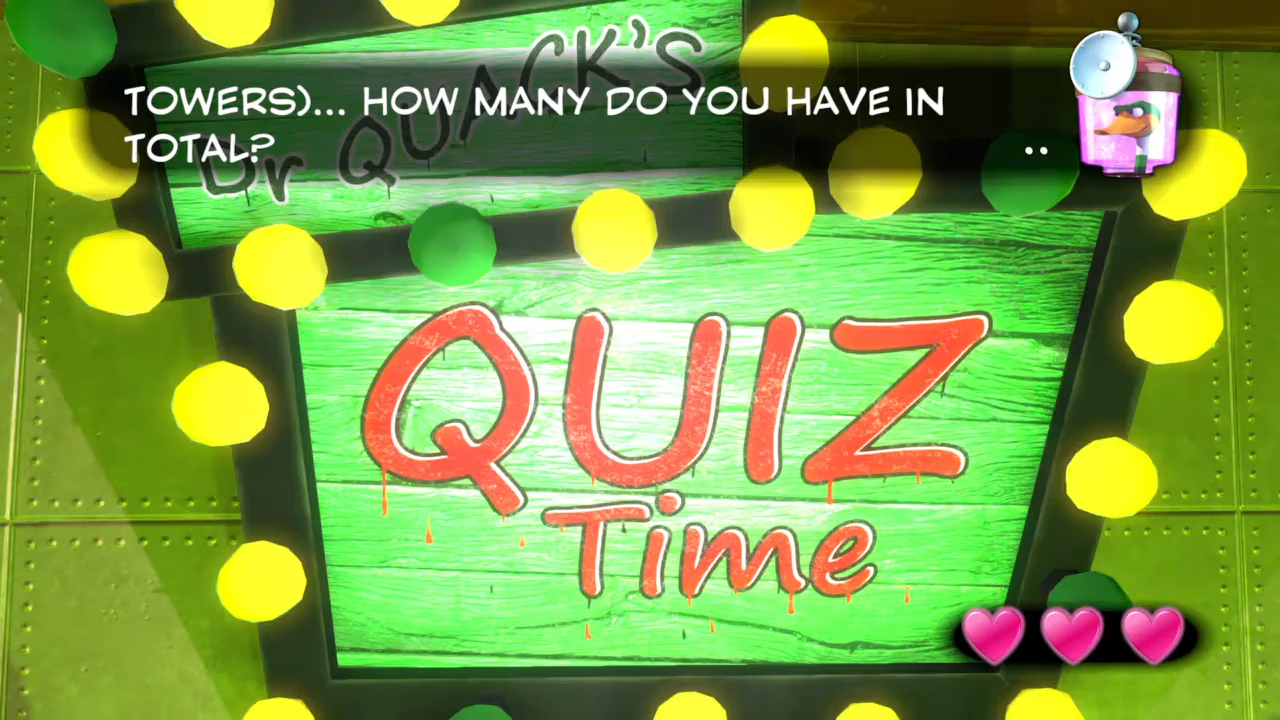 Dr QUACK'S
TOWERS)... HOW MANY DO YOU HAVE IN
TOTAL?
QUIZ
Time